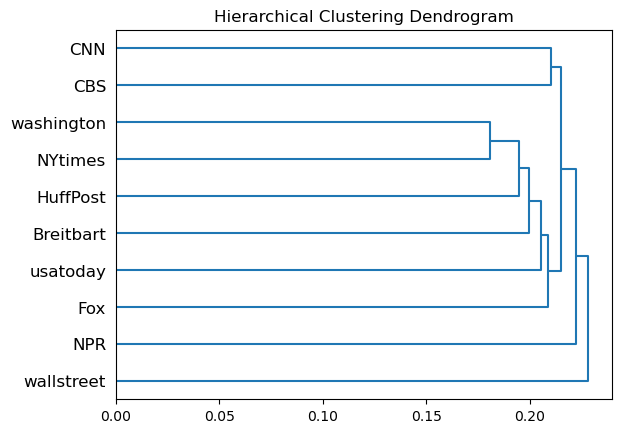 Hierarchical Clustering Dendrogram
CNN
CBS
washington
NYtimes
HuffPost
Breitbart
usatoday
Fox
NPR
wallstreet
0.00 0.05 0.10 0.15 0.20